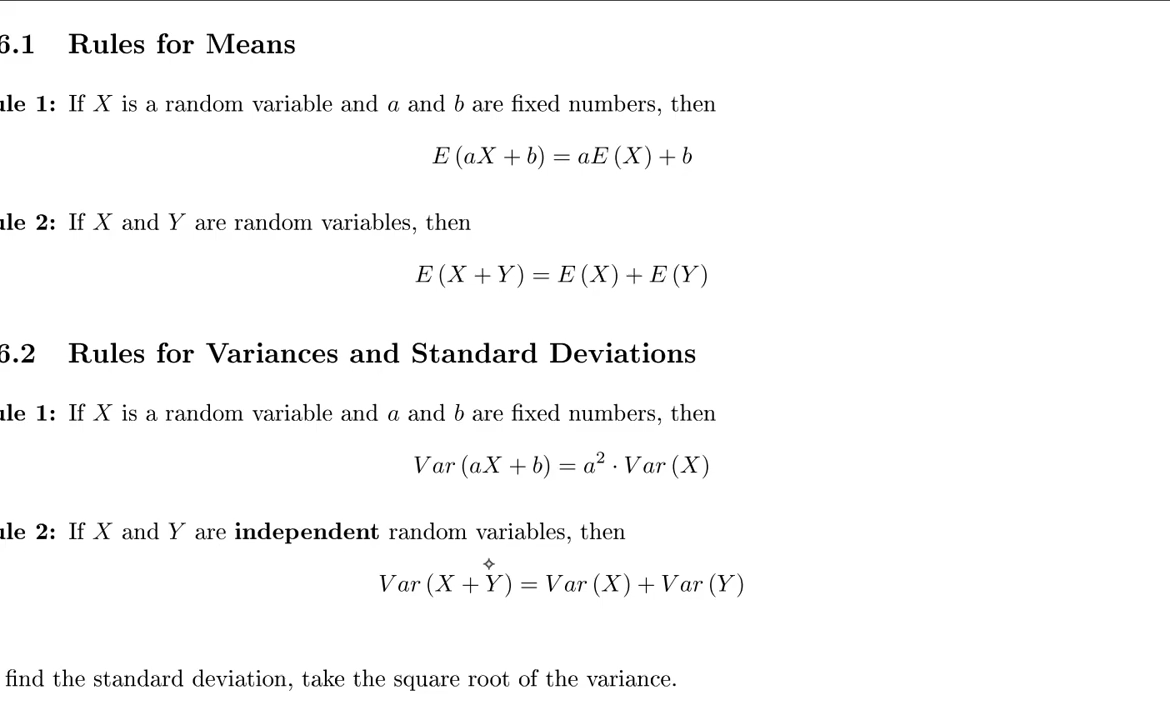 6.1 Rules for Means
ule 1: If X is a random variable and a and b are fixed numbers, then
E (aX + b) = aE (X) + b
ule 2: If X and Y are random variables, then
E (X + Y) = E (X) + E (Y)
6.2 Rules for Variances and Standard Deviations
ule 1: If X is a random variable and a and b are fixed numbers, then
Var (aX + b) = a² · Var (X)
ule 2: If X and Y are independent random variables, then
Var (X + Y) = Var (X) + Var (Y)
find the standard deviation, take the square root of the variance.